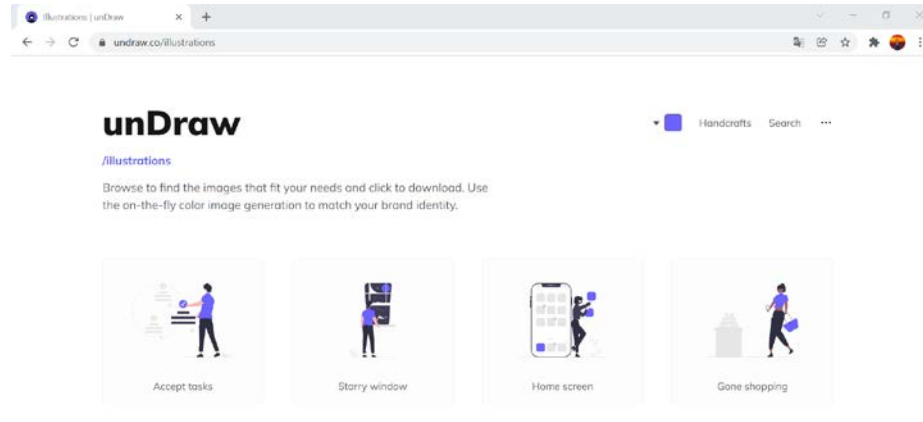 Illustrations | unDraw
undraw.co/illustrations
unDraw
Handcrafts Search
/illustrations
Browse to find the images that fit your needs and click to download. Use
the on-the-fly color image generation to match your brand identity.
Accept tasks
Starry window
Home screen
Gone shopping